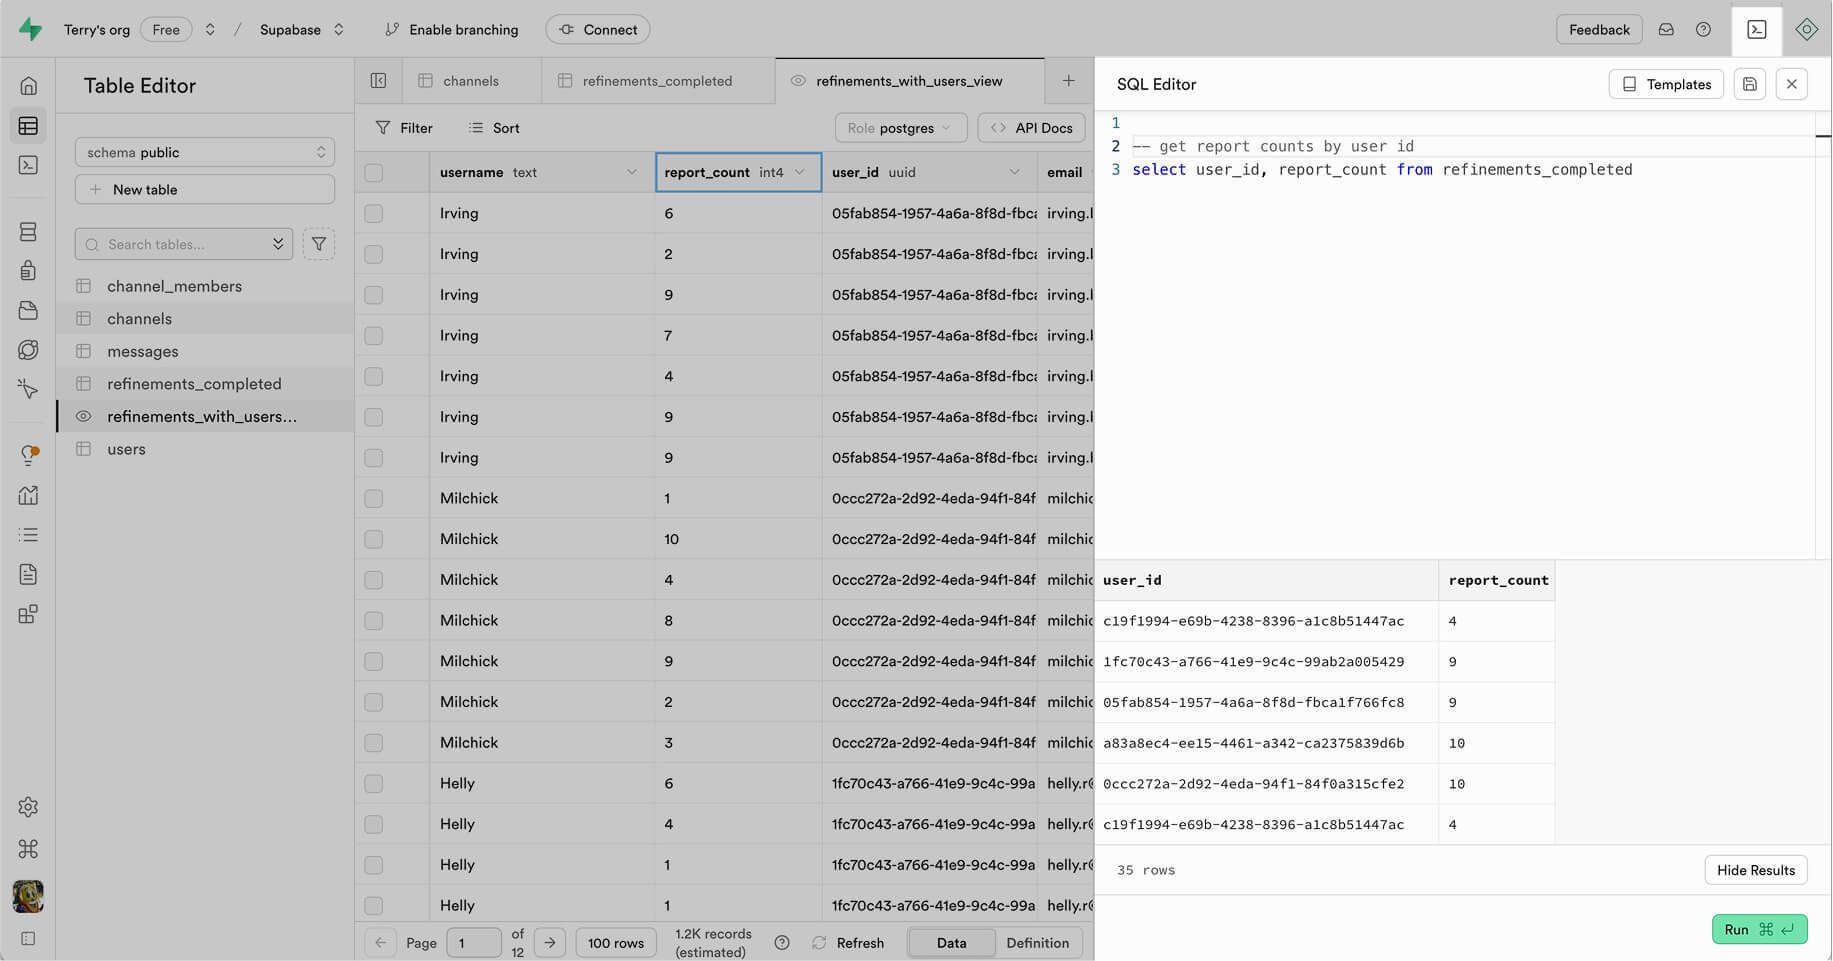 Terry's org Free / Supabase Enable branching Connect Feedback
Table Editor
schema public
New table
Search tables...
channel_members
channels
messages
refinements_completed
refinements_with_users...
users
channels refinements_completed refinements_with_users_view
Filter Sort Role postgres API Docs
username text report_count int4 user_id uuid email
Irving 6 05fab854-1957-4a6a-8f8d-fbca irving.l
Irving 2 05fab854-1957-4a6a-8f8d-fbca irving.l
Irving 9 05fab854-1957-4a6a-8f8d-fbca irving.l
Irving 7 05fab854-1957-4a6a-8f8d-fbca irving.l
Irving 4 05fab854-1957-4a6a-8f8d-fbca irving.l
Irving 9 05fab854-1957-4a6a-8f8d-fbca irving.l
Irving 9 05fab854-1957-4a6a-8f8d-fbca irving.l
Milchick 1 0ccc272a-2d92-4eda-94f1-84f milchic
Milchick 10 0ccc272a-2d92-4eda-94f1-84f milchic
Milchick 4 0ccc272a-2d92-4eda-94f1-84f milchic
Milchick 8 0ccc272a-2d92-4eda-94f1-84f milchic
Milchick 9 0ccc272a-2d92-4eda-94f1-84f milchic
Milchick 2 0ccc272a-2d92-4eda-94f1-84f milchic
Milchick 3 0ccc272a-2d92-4eda-94f1-84f milchic
Helly 6 1fc70c43-a766-41e9-9c4c-99a helly.r@
Helly 4 1fc70c43-a766-41e9-9c4c-99a helly.r@
Helly 1 1fc70c43-a766-41e9-9c4c-99a helly.r@
Helly 1 1fc70c43-a766-41e9-9c4c-99a helly.r@
Page 1 of 12 100 rows 1.2K records (estimated) Refresh Data Definition
SQL Editor Templates
1
2 -- get report counts by user id
3 select user_id, report_count from refinements_completed
user_id report_count
c19f1994-e69b-4238-8396-a1c8b51447ac 4
1fc70c43-a766-41e9-9c4c-99ab2a005429 9
05fab854-1957-4a6a-8f8d-fbca1f766fc8 9
a83a8ec4-ee15-4461-a342-ca2375839d6b 10
0ccc272a-2d92-4eda-94f1-84f0a315cfe2 10
c19f1994-e69b-4238-8396-a1c8b51447ac 4
35 rows Hide Results
Run ⌘ ↵